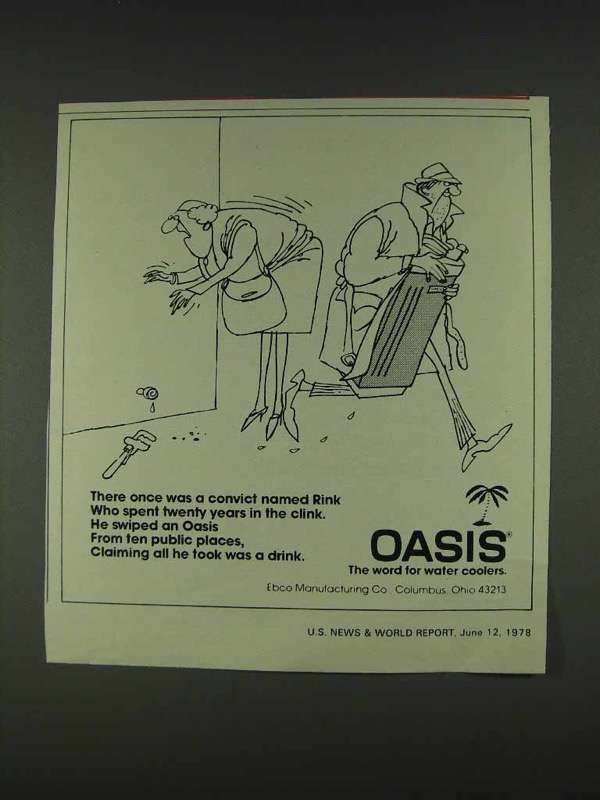 There once was a convict named Rink
Who spent twenty years in the clink.
He swiped an Oasis
From ten public places,
Claiming all he took was a drink.
OASIS®
The word for water coolers.
Ebco Manufacturing Co. Columbus, Ohio 43213
U.S. NEWS & WORLD REPORT, June 12, 1978